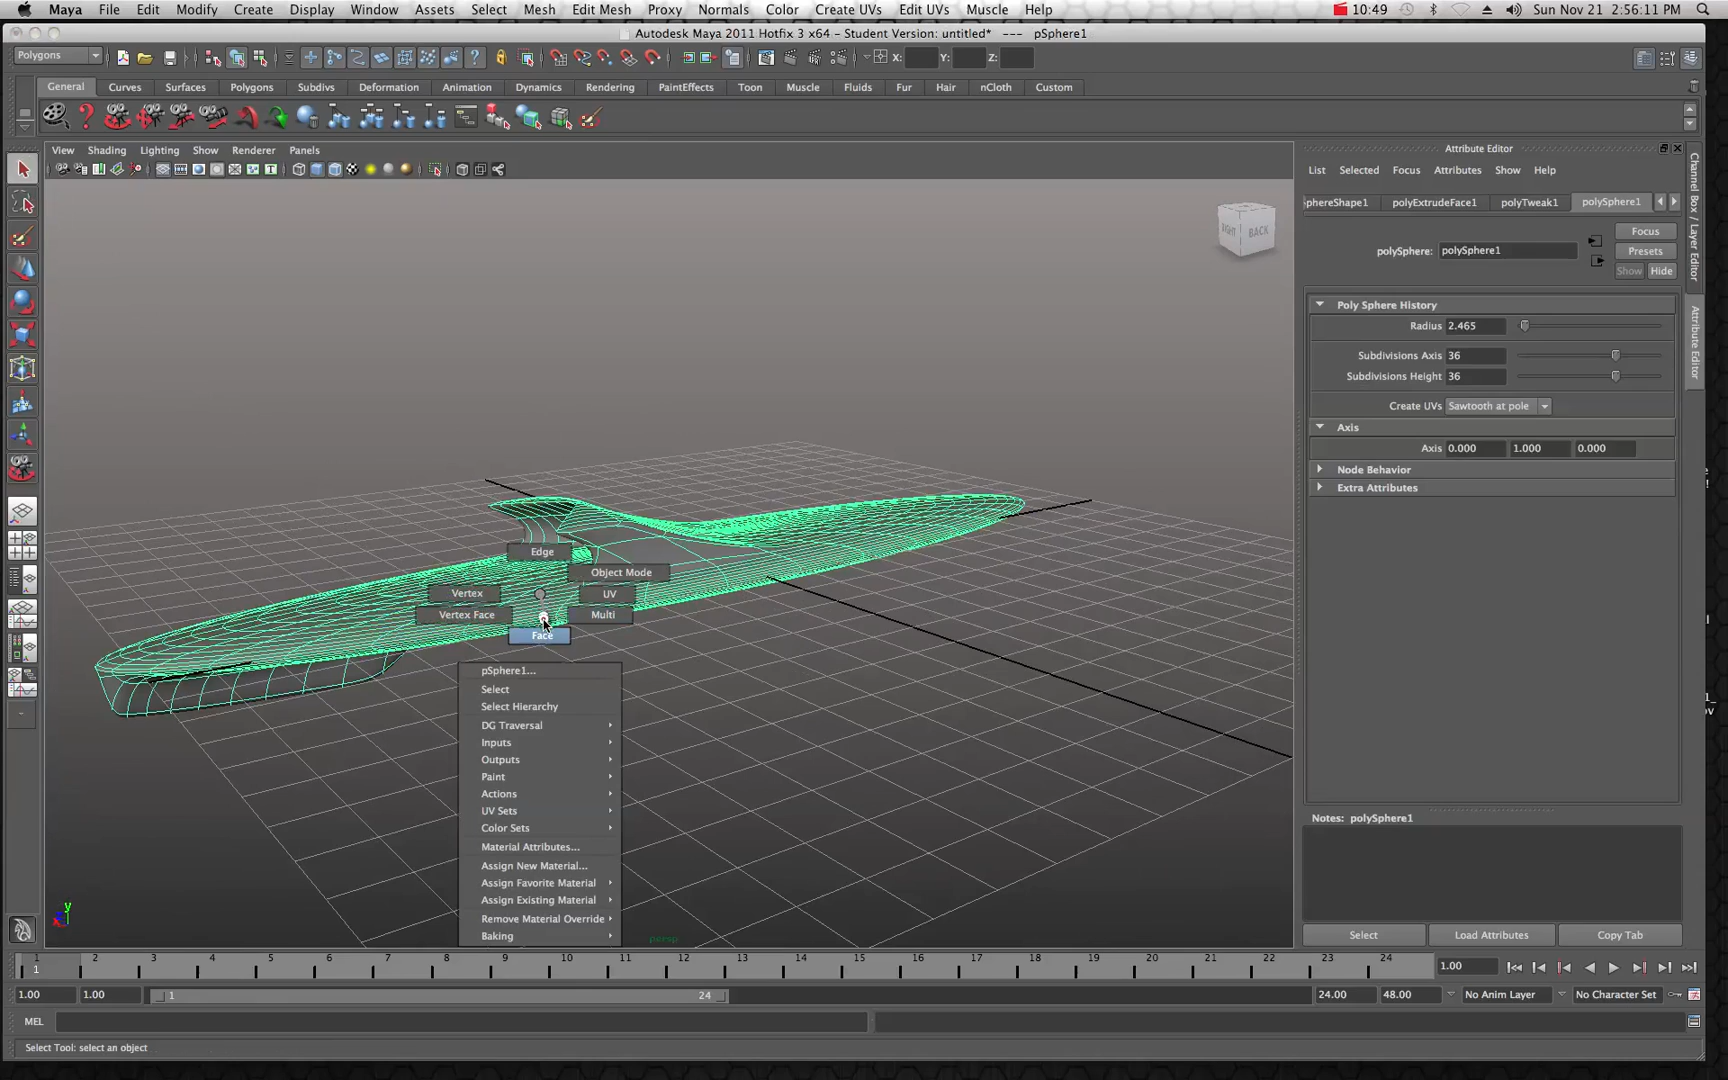 Maya File Edit Modify Create Display Window Assets Select Mesh Edit Mesh Proxy Normals Color Create UVs Edit UVs Muscle Help 10:49 Sun Nov 21 2:56:11 PM
Autodesk Maya 2011 Hotfix 3 x64 - Student Version: untitled* --- pSphere1
Polygons X: Y: Z:
General Curves Surfaces Subdivs Polygons Deformation Animation Dynamics Rendering PaintEffects Toon Muscle Fluids Fur Hair nCloth Custom
View Shading Lighting Show Renderer Panels
BACK
Edge
Object Mode
Vertex UV
Vertex Face Multi
Face
pSphere1...
Select
Select Hierarchy
DG Traversal
Inputs
Outputs
Paint
Actions
UV Sets
Color Sets
Material Attributes...
Assign New Material...
Assign Favorite Material
Assign Existing Material
Remove Material Override
Baking
persp
y
Attribute Editor
List Selected Focus Attributes Show Help
phereShape1 polyExtrudeFace1 polyTweak1 polySphere1
Focus
polySphere: polySphere1 Presets
Show Hide
Poly Sphere History
Radius 2.465
Subdivisions Axis 36
Subdivisions Height 36
Create UVs Sawtooth at pole
Axis
Axis 0.000 1.000 0.000
Node Behavior
Extra Attributes
Notes: polySphere1
Select Load Attributes Copy Tab
Channel Box / Layer Editor
Attribute Editor
1 2 3 4 5 6 7 8 9 10 11 12 13 14 15 16 17 18 19 20 21 22 23 24
1 1.00
1.00 1.00 1 24 24.00 48.00 No Anim Layer No Character Set
MEL
Select Tool: select an object